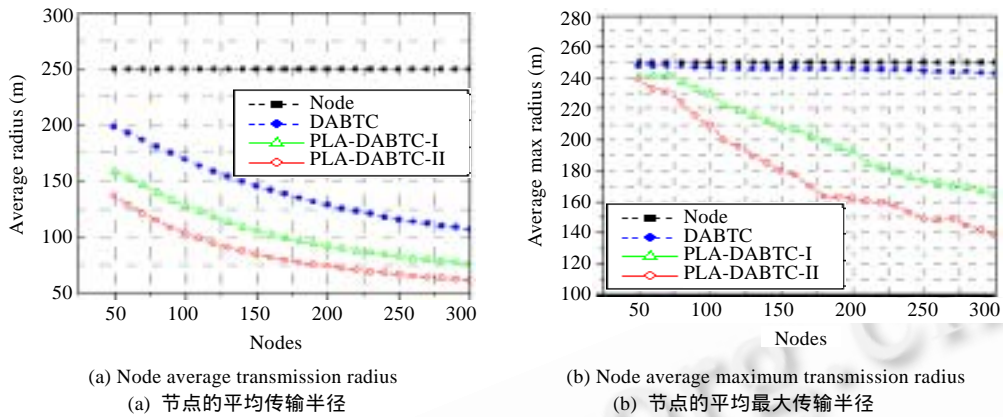 Average radius (m)
300
250
200
150
100
50
Node
DABTC
PLA-DABTC-I
PLA-DABTC-II
50 100 150 200 250 300
Nodes
(a) Node average transmission radius
(a) 节点的平均传输半径
Average max radius (m)
280
260
240
220
200
180
160
140
120
100
Node
DABTC
PLA-DABTC-I
PLA-DABTC-II
50 100 150 200 250 300
Nodes
(b) Node average maximum transmission radius
(b) 节点的平均最大传输半径